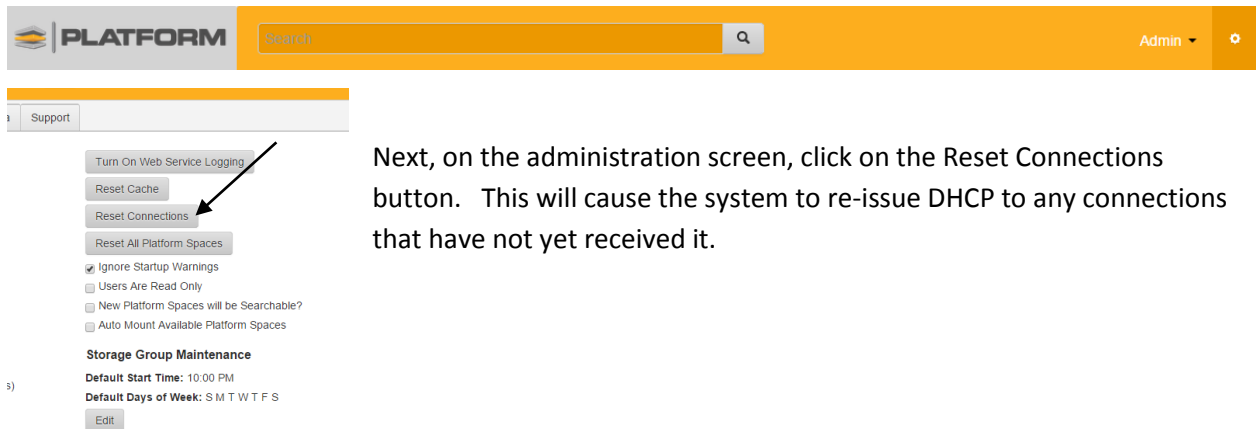 PLATFORM Search Admin
Support
Turn On Web Service Logging
Reset Cache
Reset Connections
Reset All Platform Spaces
Ignore Startup Warnings
Users Are Read Only
New Platform Spaces will be Searchable?
Auto Mount Available Platform Spaces
Storage Group Maintenance
Default Start Time: 10:00 PM
Default Days of Week: S M T W T F S
Edit
Next, on the administration screen, click on the Reset Connections
button.   This will cause the system to re-issue DHCP to any connections
that have not yet received it.